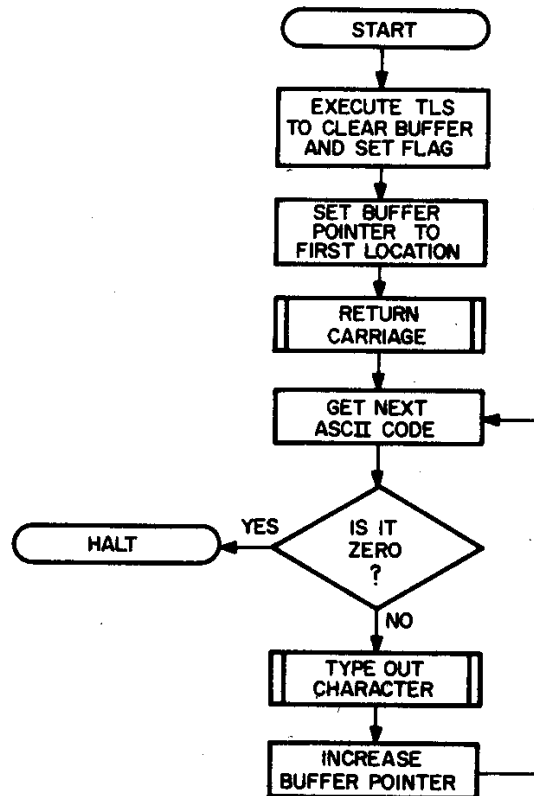 START
EXECUTE TLS
TO CLEAR BUFFER
AND SET FLAG
SET BUFFER
POINTER TO
FIRST LOCATION
RETURN
CARRIAGE
GET NEXT
ASCII CODE
YES
IS IT
ZERO
?
HALT
NO
TYPE OUT
CHARACTER
INCREASE
BUFFER POINTER